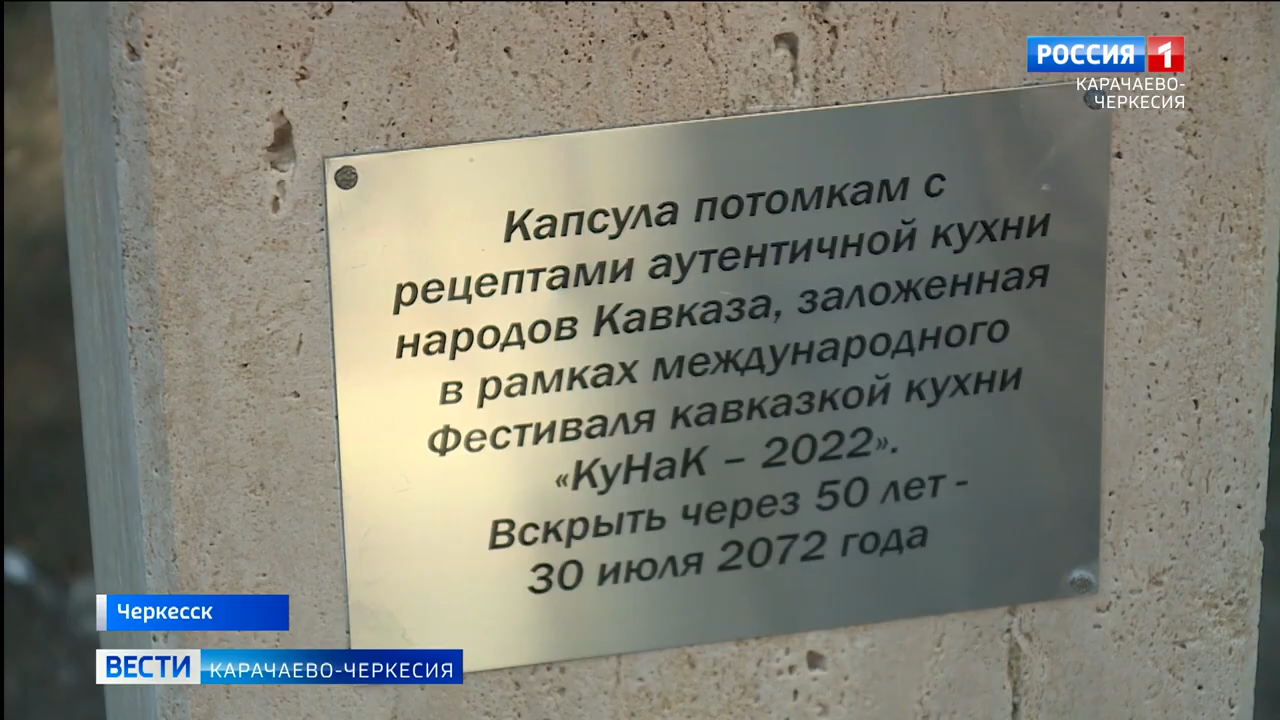 РОССИЯ 1
КАРАЧАЕВО-
ЧЕРКЕСИЯ
Капсула потомкам с
рецептами аутентичной кухни
народов Кавказа, заложенная
в рамках международного
Фестиваля кавказкой кухни
«КуНаК – 2022».
Вскрыть через 50 лет -
30 июля 2072 года
Черкесск
ВЕСТИ КАРАЧАЕВО-ЧЕРКЕСИЯ